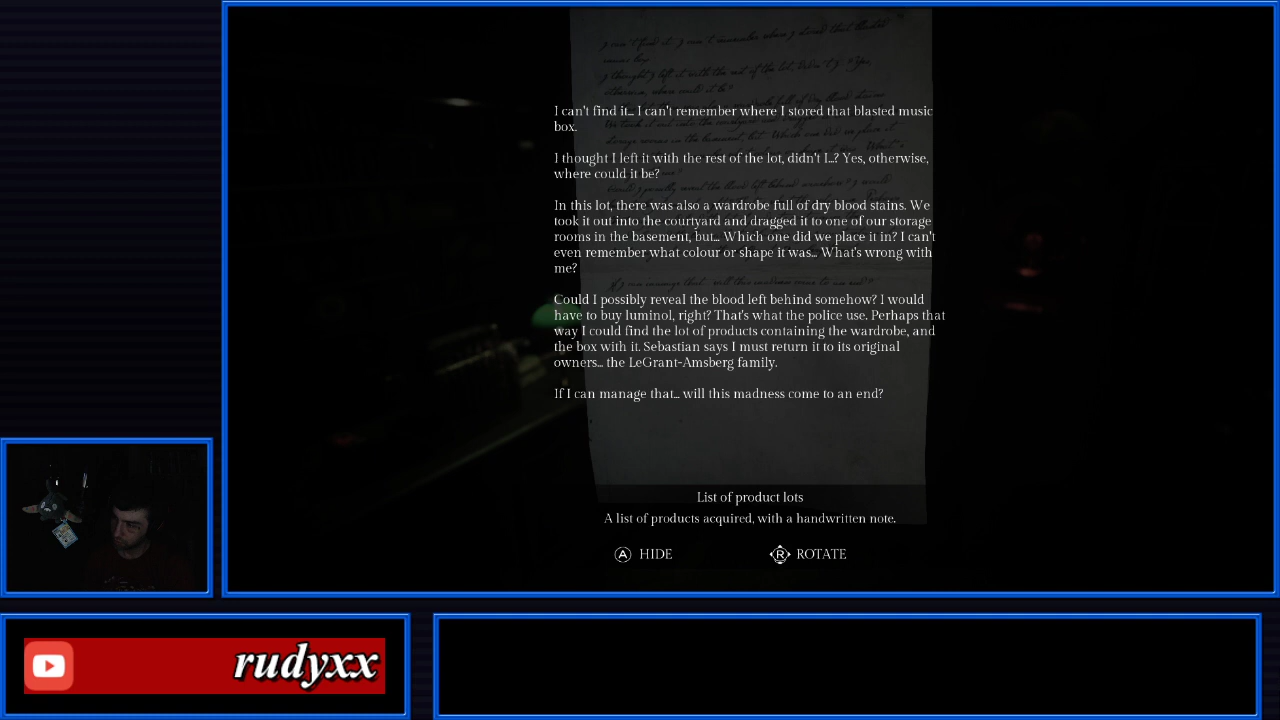 I can't find it... I can't remember where I stored that blasted music
box.
I thought I left it with the rest of the lot, didn't I...? Yes, otherwise,
where could it be?
In this lot, there was also a wardrobe full of dry blood stains. We
took it out into the courtyard and dragged it to one of our storage
rooms in the basement, but... Which one did we place it in? I can't
even remember what colour or shape it was... What's wrong with
me?
Could I possibly reveal the blood left behind somehow? I would
have to buy luminol, right? That's what the police use. Perhaps that
way I could find the lot of products containing the wardrobe, and
the box with it. Sebastian says I must return it to its original
owners... the LeGrant-Amsberg family.
If I can manage that... will this madness come to an end?
List of product lots
A list of products acquired, with a handwritten note.
A HIDE
R ROTATE
rudyxx